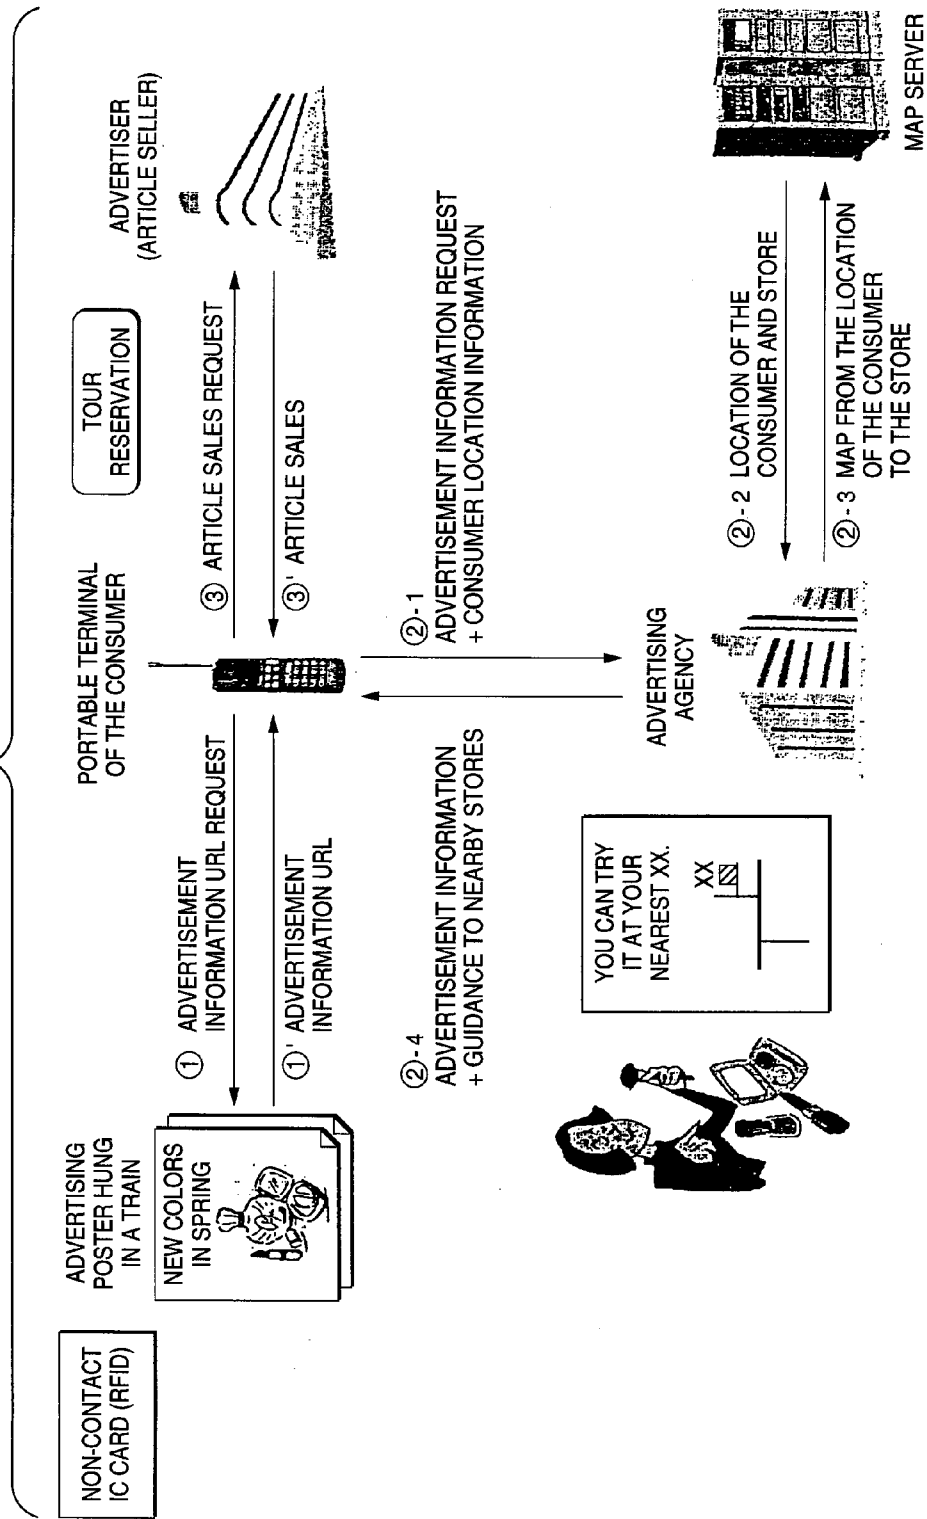 NON-CONTACT
IC CARD (RFID)
ADVERTISING
POSTER HUNG
IN A TRAIN
NEW COLORS
IN SPRING
① ADVERTISEMENT
INFORMATION URL REQUEST
①' ADVERTISEMENT
INFORMATION URL
PORTABLE TERMINAL
OF THE CONSUMER
TOUR
RESERVATION
③ ARTICLE SALES REQUEST
③' ARTICLE SALES
ADVERTISER
(ARTICLE SELLER)
②-4
ADVERTISEMENT INFORMATION
+ GUIDANCE TO NEARBY STORES
②-1
ADVERTISEMENT INFORMATION REQUEST
+ CONSUMER LOCATION INFORMATION
YOU CAN TRY
IT AT YOUR
NEAREST XX.
XX
ADVERTISING
AGENCY
②-2 LOCATION OF THE
CONSUMER AND STORE
②-3 MAP FROM THE LOCATION
OF THE CONSUMER
TO THE STORE
MAP SERVER